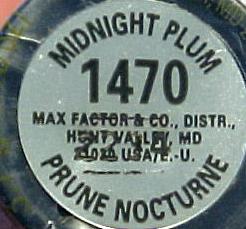 MIDNIGHT PLUM
1470
MAX FACTOR & CO., DISTR.,
HUNT VALLEY, MD
USA/E.-U.
PRUNE NOCTURNE